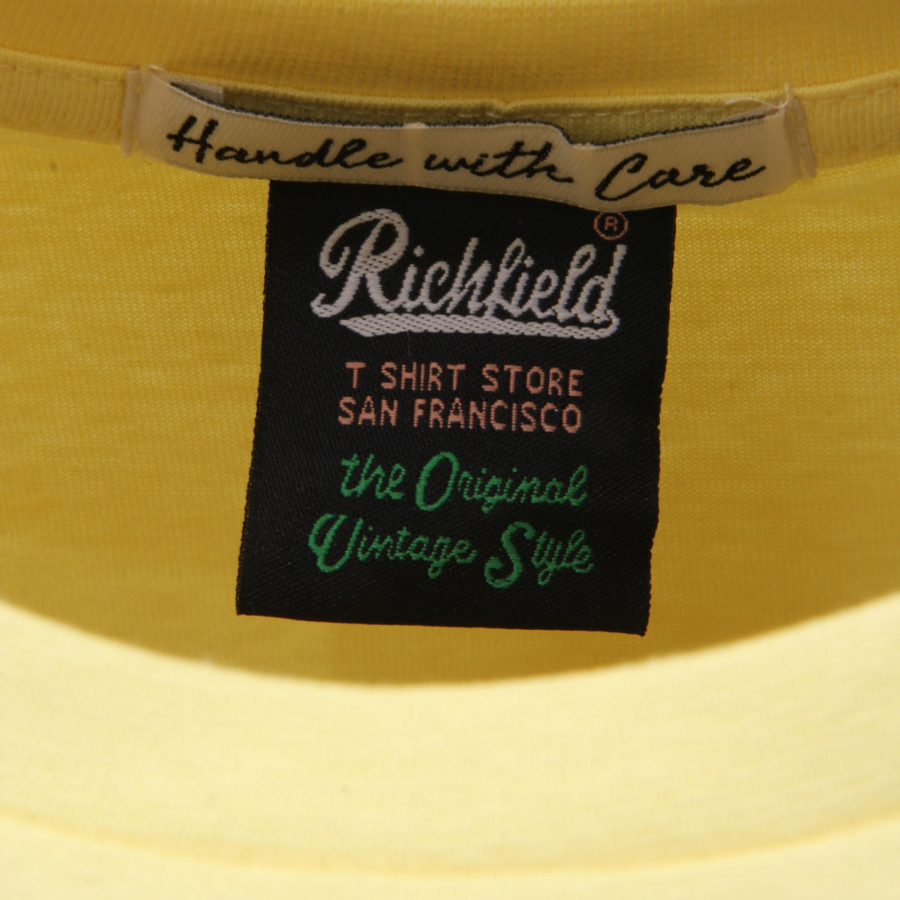 Handle with Care
Richfield®
T SHIRT STORE
SAN FRANCISCO
the Original
Vintage Style